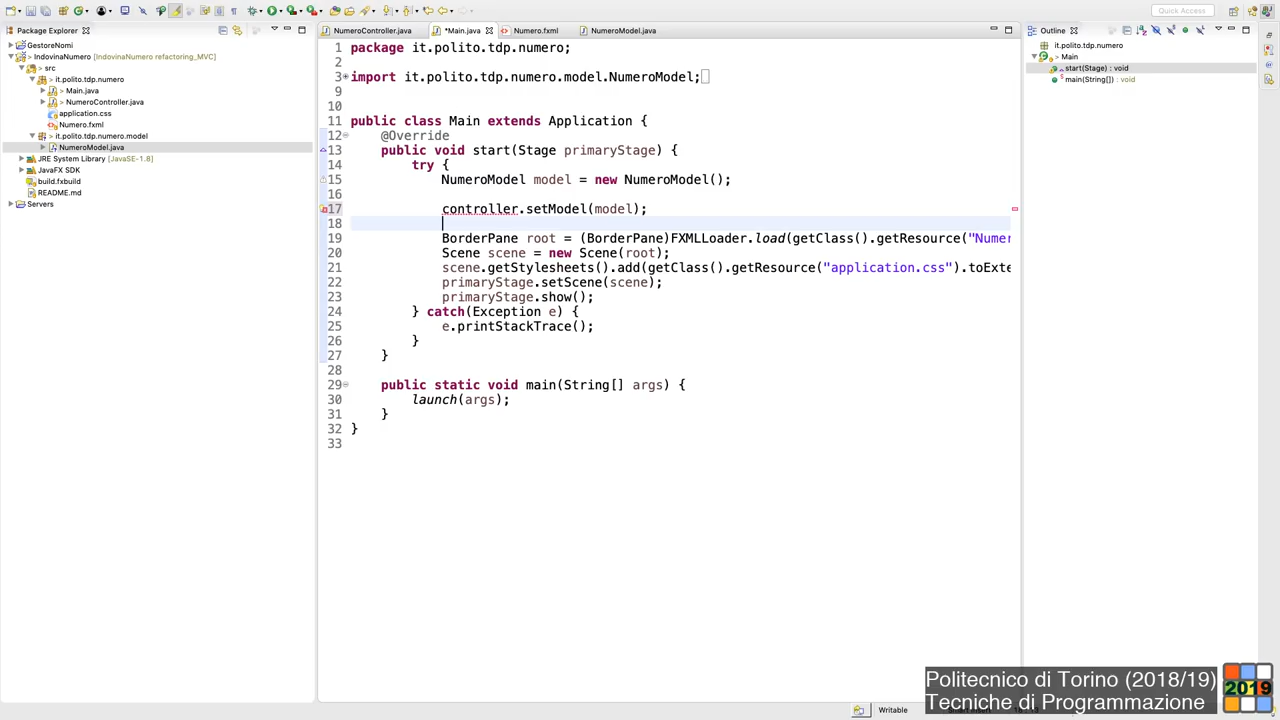 Quick Access
Package Explorer
GestoreNomi
> IndovinaNumero [IndovinaNumero refactoring_MVC]
> src
> it.polito.tdp.numero
> Main.java
> NumeroController.java
application.css
Numero.fxml
> it.polito.tdp.numero.model
> NumeroModel.java
JRE System Library [JavaSE-1.8]
JavaFX SDK
build.fxbuild
README.md
Servers
NumeroController.java
*Main.java
Numero.fxml
NumeroModel.java
1 package it.polito.tdp.numero;
2
3 import it.polito.tdp.numero.model.NumeroModel;
9
10
11 public class Main extends Application {
12 @Override
13 public void start(Stage primaryStage) {
14 try {
15 NumeroModel model = new NumeroModel();
16
17 controller.setModel(model);
18
19 BorderPane root = (BorderPane)FXMLLoader.load(getClass().getResource("Numer
20 Scene scene = new Scene(root);
21 scene.getStylesheets().add(getClass().getResource("application.css").toExte
22 primaryStage.setScene(scene);
23 primaryStage.show();
24 } catch(Exception e) {
25 e.printStackTrace();
26 }
27 }
28
29 public static void main(String[] args) {
30 launch(args);
31 }
32 }
33
Outline
it.polito.tdp.numero
> Main
start(Stage) : void
main(String[]) : void
Writable
Politecnico di Torino (2018/19)
Tecniche di Programmazione
2019